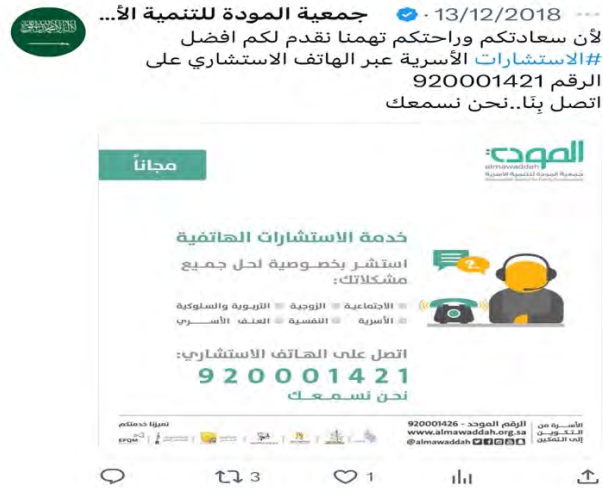 جمعية المودة للتنمية الأ... · 13/12/2018
لأن سعادتكم وراحتكم تهمنا نقدم لكم افضل
#الاستشارات الأسرية عبر الهاتف الاستشاري على
الرقم 920001421
اتصل بِنَا..نحن نسمعك
مجاناً
المودة
almawaddah
جمعية المودة للتنمية الأسرية
خدمة الاستشارات الهاتفية
استشر بخصوصية لحل جميع
مشكلاتك:
الاجتماعية الزوجية التربوية والسلوكية
الأسرية النفسية العنف الأسري
اتصل على الهاتف الاستشاري:
920001421
نحن نسمعك
الأسرة من
التكوين
إلى التمكين
الرقم الموحد - 920001426
www.almawaddah.org.sa
@almawaddah
تميزنا خدمتكم
EFQM
3
1